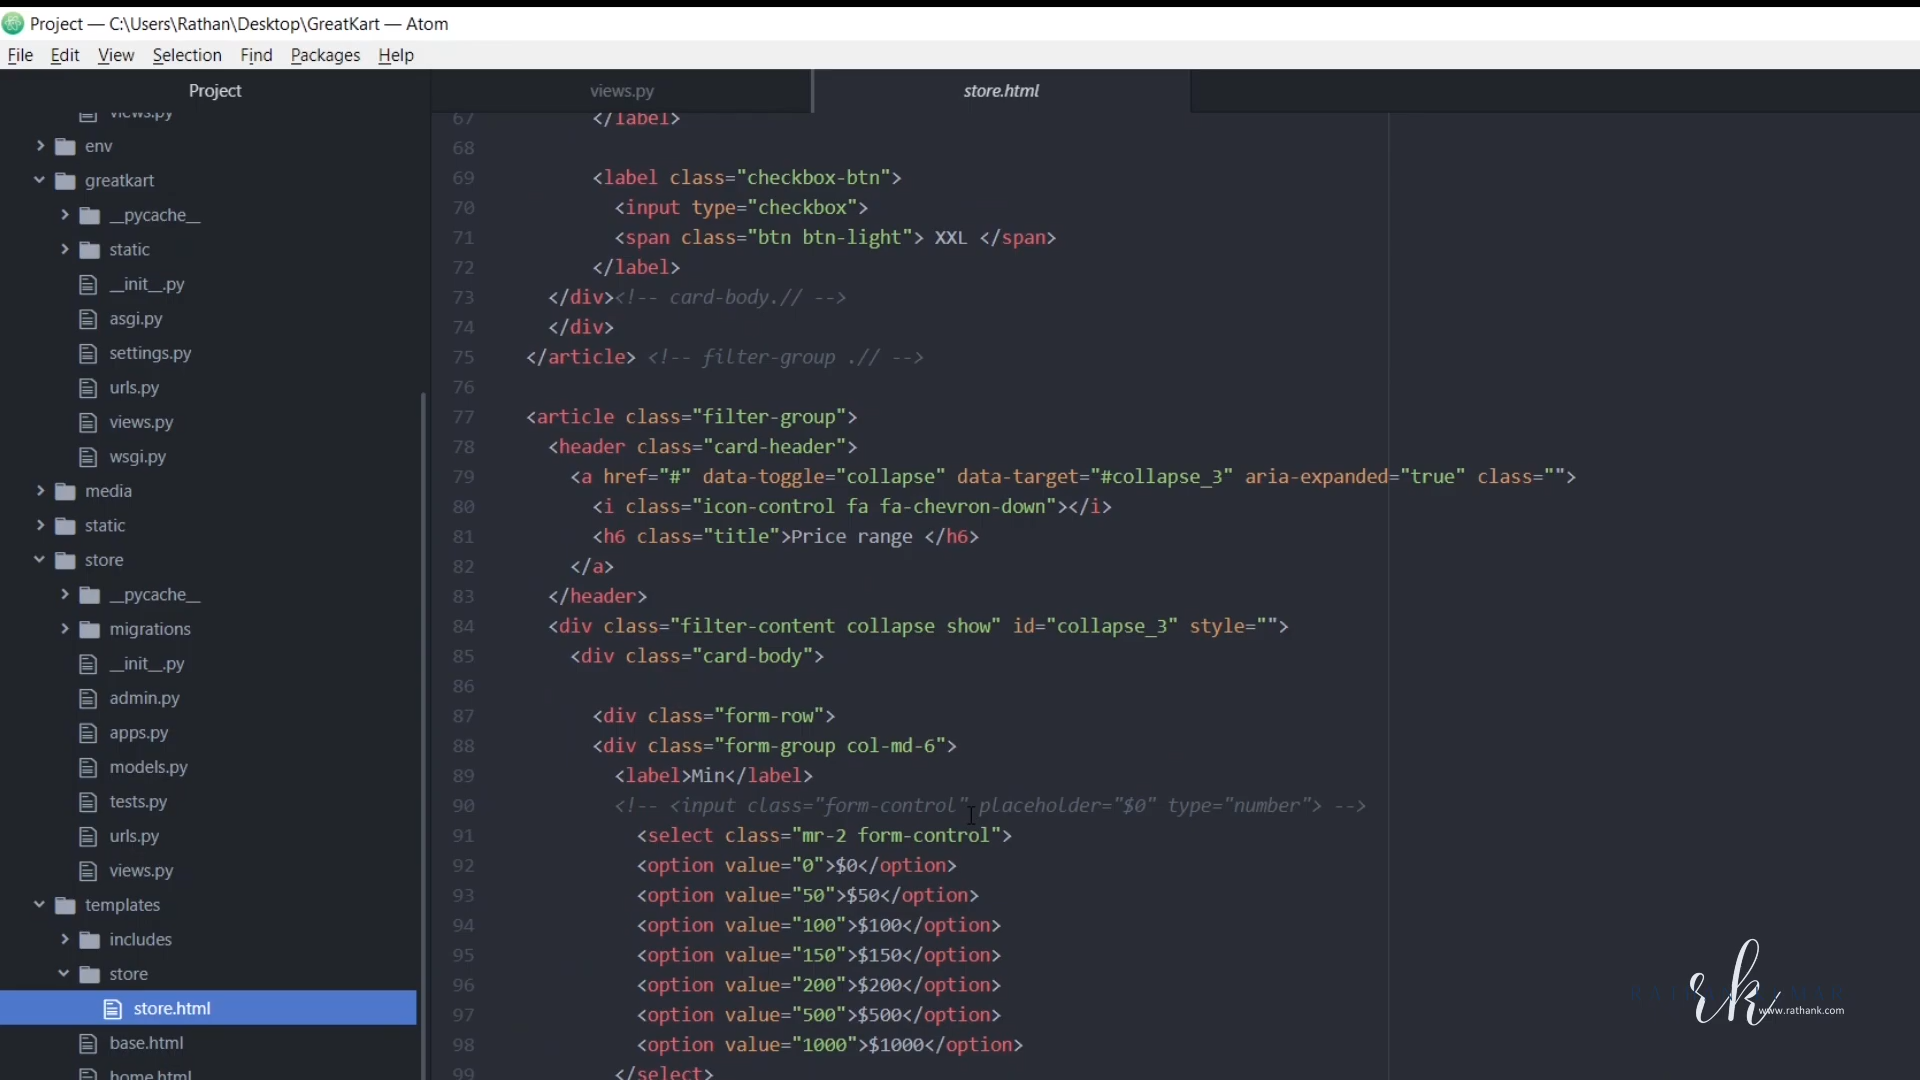 Project — C:\Users\Rathan\Desktop\GreatKart — Atom
File Edit View Selection Find Packages Help
Project
views.py
store.html
views.py
env
greatkart
__pycache__
static
__init__.py
asgi.py
settings.py
urls.py
views.py
wsgi.py
media
static
store
__pycache__
migrations
__init__.py
admin.py
apps.py
models.py
tests.py
urls.py
views.py
templates
includes
store
store.html
base.html
home.html
67 </label>
68
69 <label class="checkbox-btn">
70 <input type="checkbox">
71 <span class="btn btn-light"> XXL </span>
72 </label>
73 </div><!-- card-body.// -->
74 </div>
75 </article> <!-- filter-group .// -->
76
77 <article class="filter-group">
78 <header class="card-header">
79 <a href="#" data-toggle="collapse" data-target="#collapse_3" aria-expanded="true" class="">
80 <i class="icon-control fa fa-chevron-down"></i>
81 <h6 class="title">Price range </h6>
82 </a>
83 </header>
84 <div class="filter-content collapse show" id="collapse_3" style="">
85 <div class="card-body">
86
87 <div class="form-row">
88 <div class="form-group col-md-6">
89 <label>Min</label>
90 <!-- <input class="form-control" placeholder="$0" type="number"> -->
91 <select class="mr-2 form-control">
92 <option value="0">$0</option>
93 <option value="50">$50</option>
94 <option value="100">$100</option>
95 <option value="150">$150</option>
96 <option value="200">$200</option>
97 <option value="500">$500</option>
98 <option value="1000">$1000</option>
99 </select>
rk
www.rathank.com